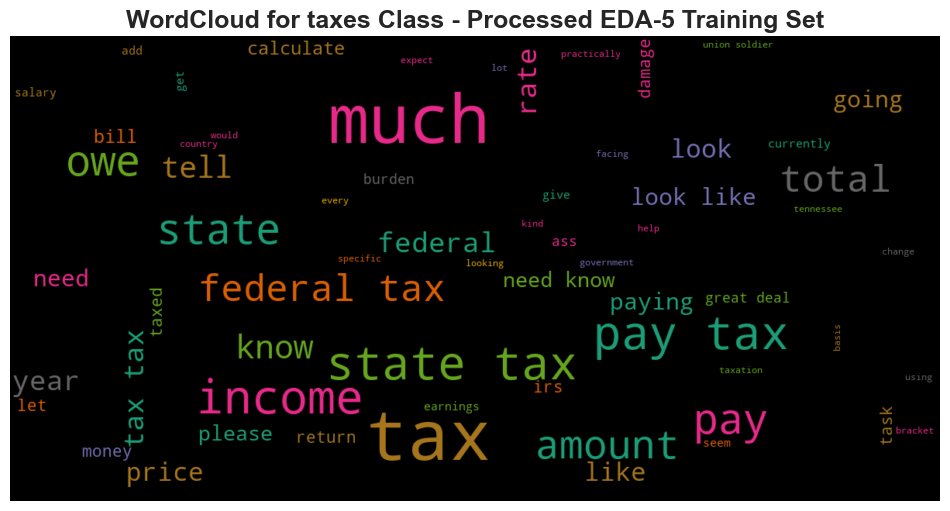 WordCloud for taxes Class - Processed EDA-5 Training Set
add
calculate
union soldier
practically
expect
lot
get
rate
damage
salary
going
much
bill
would
country
currently
look
owe
tell
facing
total
burden
look like
give
every
tennessee
state
kind
help
federal
ass
change
specific
looking
government
need
federal tax
need know
paying
great deal
taxed
pay tax
basis
know
state tax
tax tax
taxation
year
using
income
irs
let
earnings
tax
pay
task
bracket
please
return
amount
seem
money
price
like